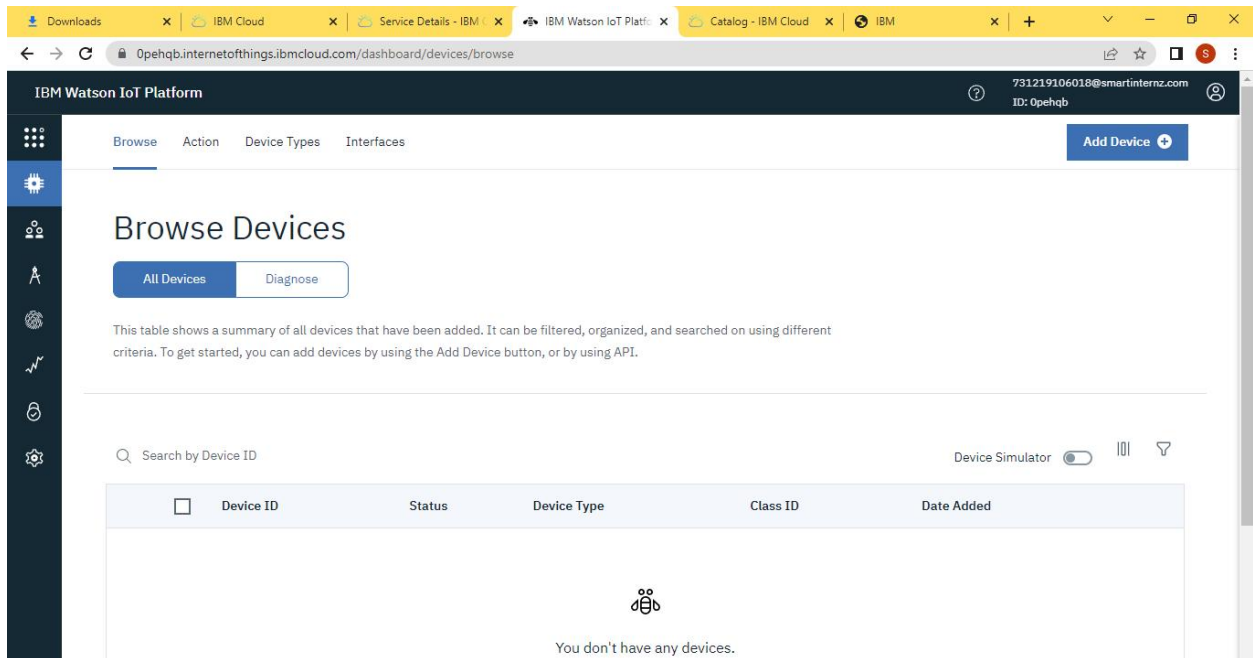 Downloads
IBM Cloud
Service Details - IBM
IBM Watson IoT Platfo
Catalog - IBM Cloud
IBM
0pehqb.internetofthings.ibmcloud.com/dashboard/devices/browse
S
IBM Watson IoT Platform
731219106018@smartinternz.com
ID: 0pehqb
Browse Action Device Types Interfaces
Add Device
Browse Devices
All Devices Diagnose
This table shows a summary of all devices that have been added. It can be filtered, organized, and searched on using different
criteria. To get started, you can add devices by using the Add Device button, or by using API.
Search by Device ID
Device Simulator
Device ID Status Device Type Class ID Date Added
You don't have any devices.